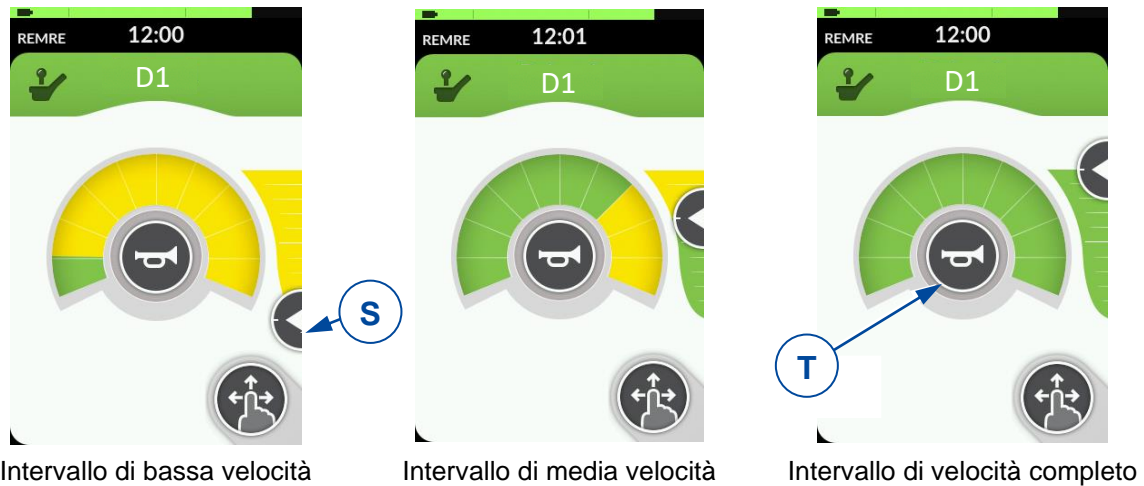 REMRE 12:00
D1
S
Intervallo di bassa velocità
REMRE 12:01
D1
Intervallo di media velocità
REMRE 12:00
D1
T
Intervallo di velocità completo